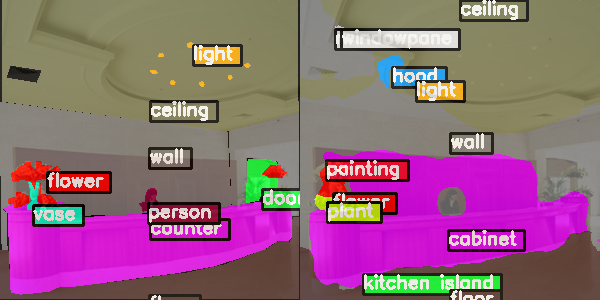 light
ceiling
wall
flower
vase
person
counter
door
ceiling
windowpane
hood
light
wall
painting
flower
plant
cabinet
kitchen island
floor